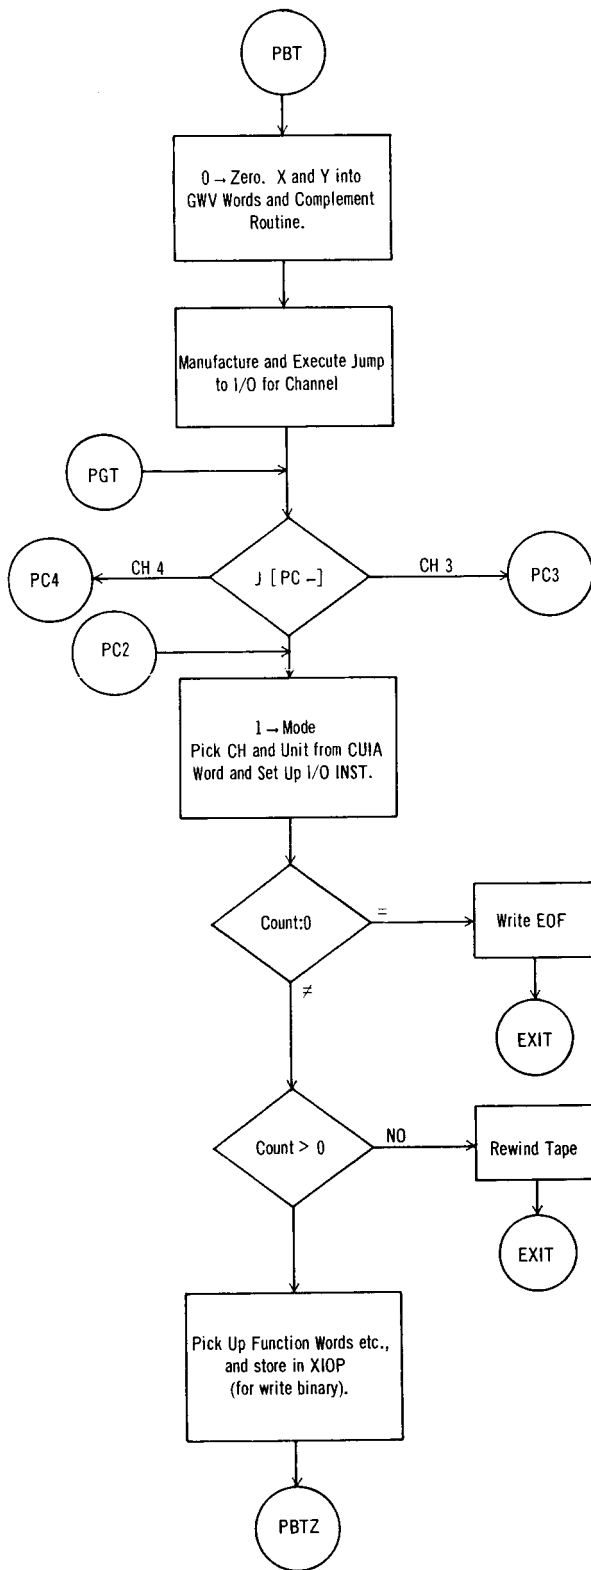 PBT
0 → Zero. X and Y into
GWV Words and Complement
Routine.
Manufacture and Execute Jump
to I/O for Channel
PGT
PC4
CH 4
J [ PC – ]
CH 3
PC3
PC2
1 → Mode
Pick CH and Unit from CUIA
Word and Set Up I/O INST.
Count:0
=
Write EOF
≠
EXIT
Count > 0
NO
Rewind Tape
EXIT
Pick Up Function Words etc.,
and store in XIOP
(for write binary).
PBTZ